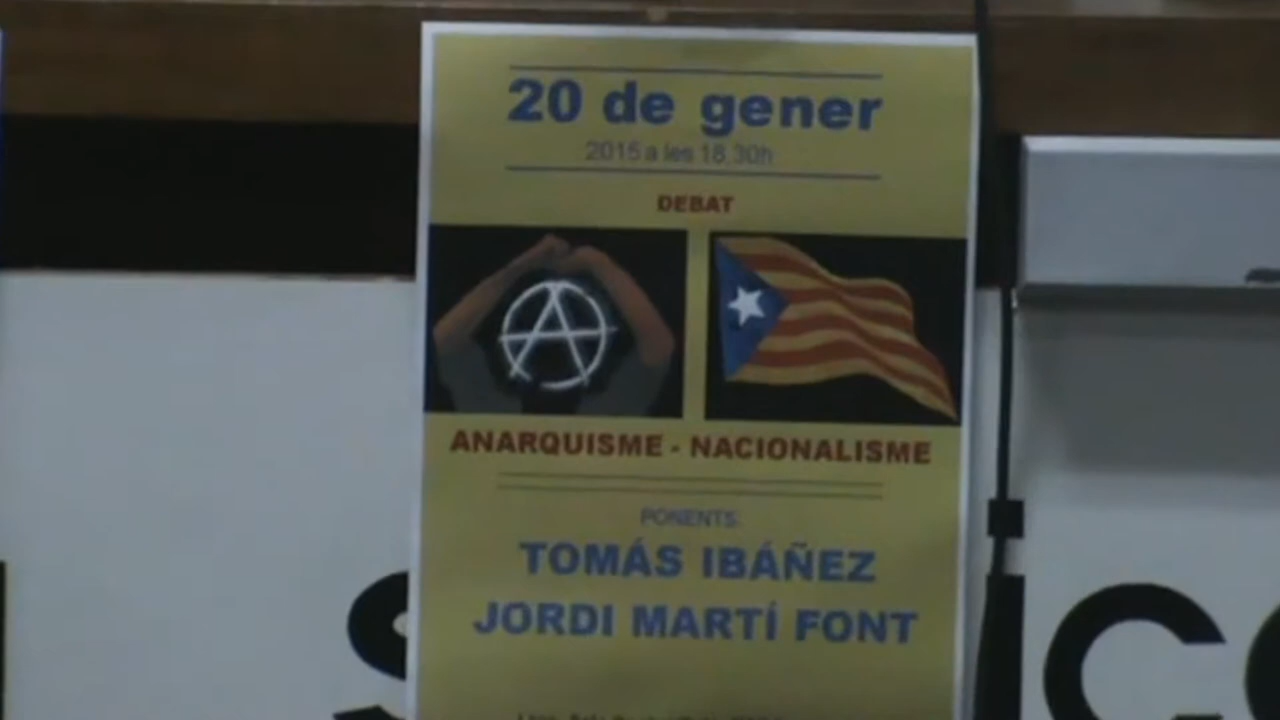 20 de gener
2015 a les 18.30h
DEBAT
ANARQUISME - NACIONALISME
PONENTS:
TOMÁS IBÁÑEZ
JORDI MARTÍ FONT